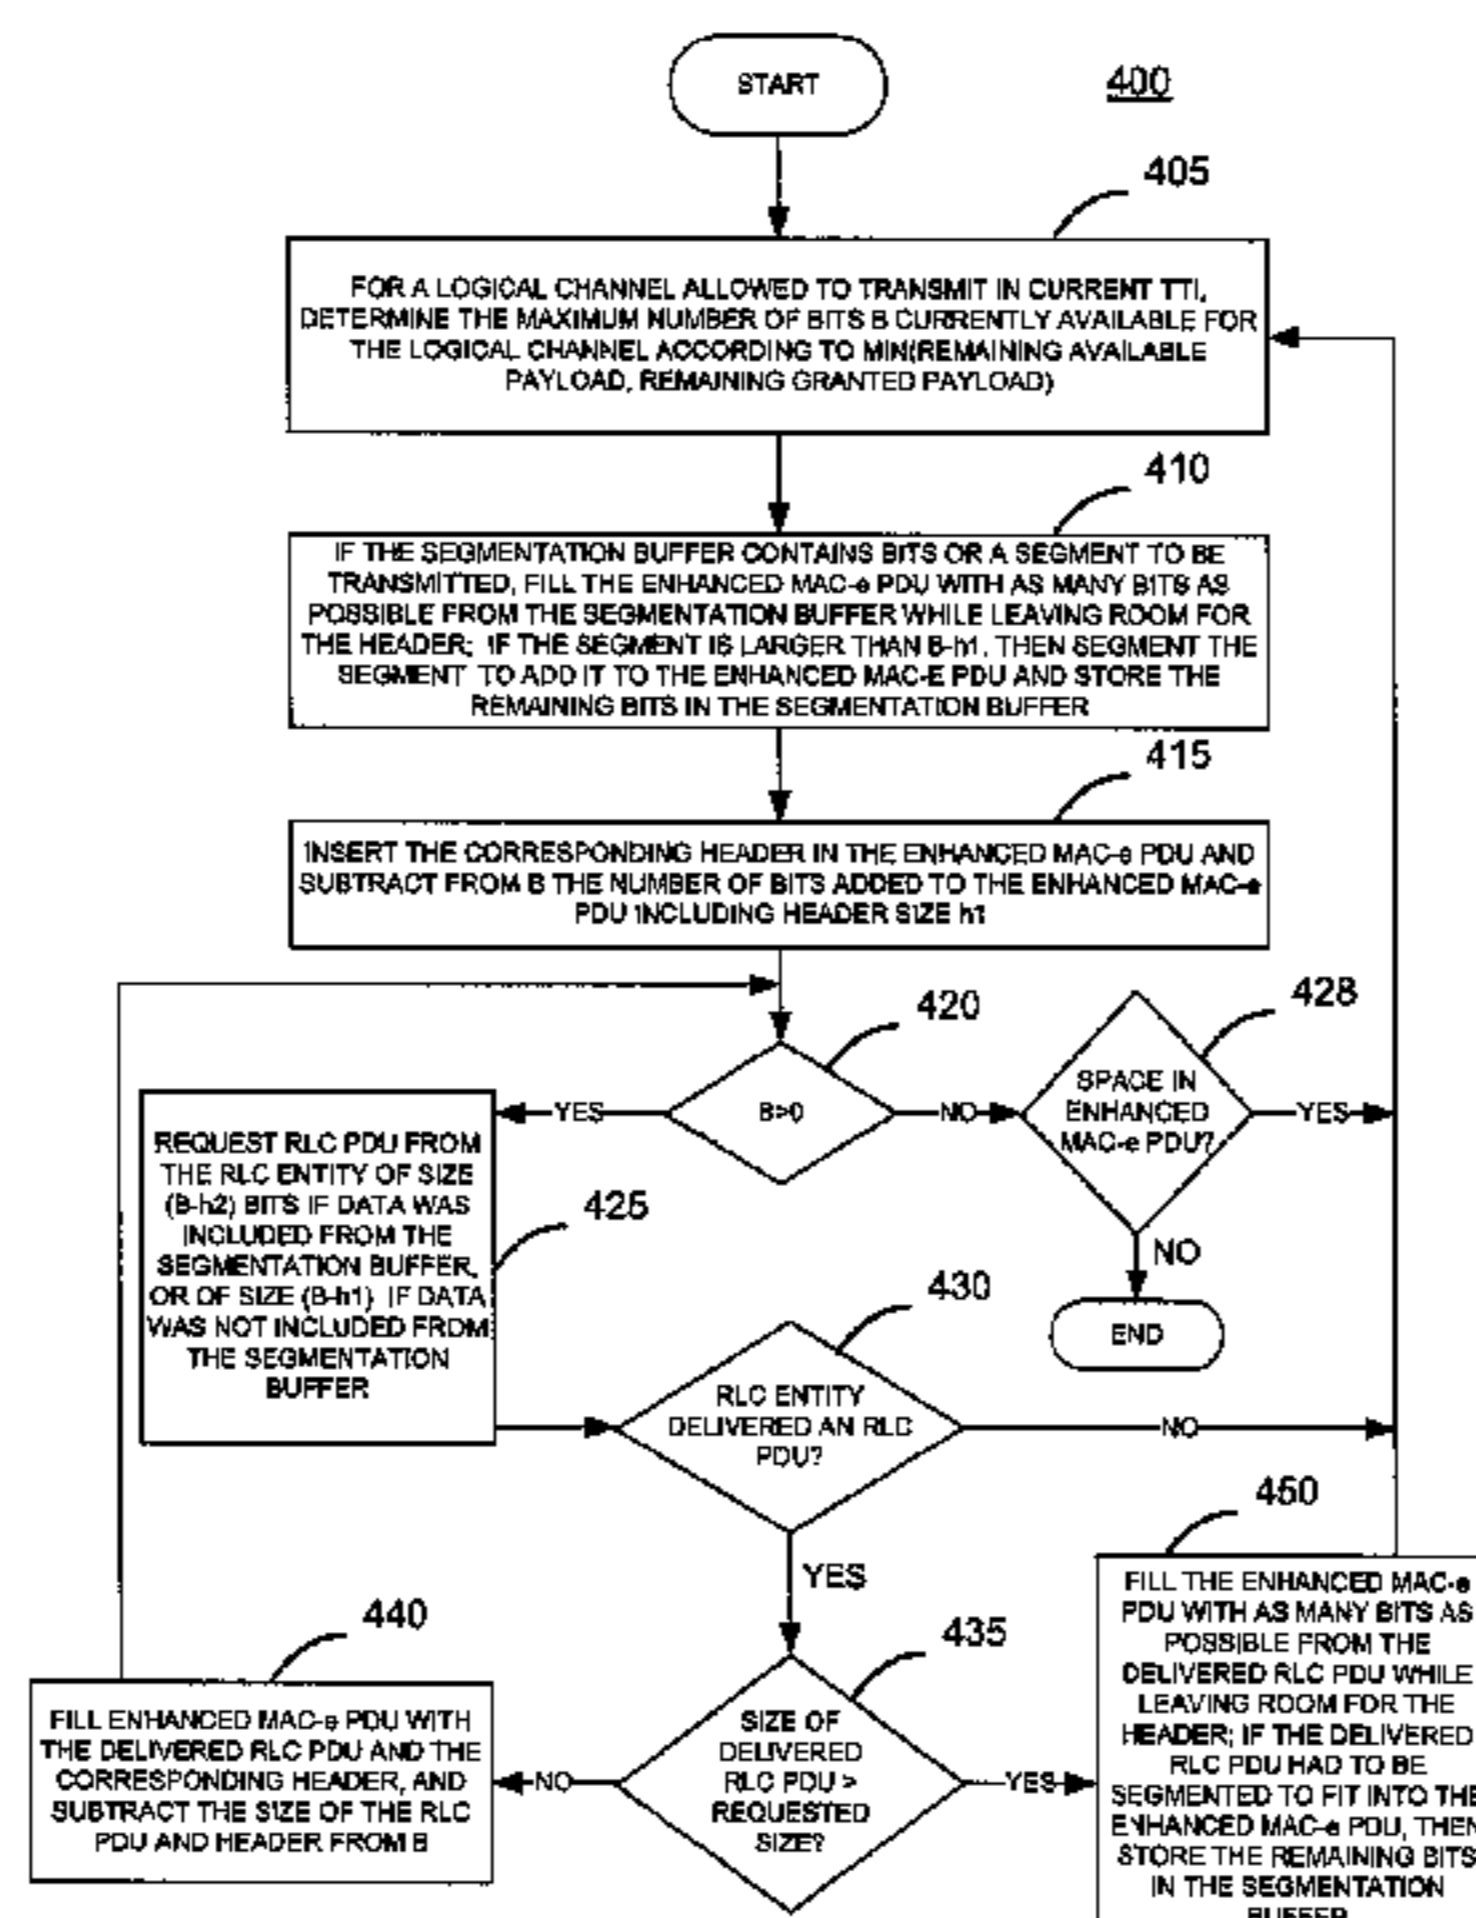 START
400
405
FOR A LOGICAL CHANNEL ALLOWED TO TRANSMIT IN CURRENT TTI,
DETERMINE THE MAXIMUM NUMBER OF BITS B CURRENTLY AVAILABLE FOR
THE LOGICAL CHANNEL ACCORDING TO MIN(REMAINING AVAILABLE
PAYLOAD, REMAINING GRANTED PAYLOAD)
410
IF THE SEGMENTATION BUFFER CONTAINS BITS OR A SEGMENT TO BE
TRANSMITTED, FILL THE ENHANCED MAC-e PDU WITH AS MANY BITS AS
POSSIBLE FROM THE SEGMENTATION BUFFER WHILE LEAVING ROOM FOR
THE HEADER; IF THE SEGMENT IS LARGER THAN B-h1, THEN SEGMENT THE
SEGMENT TO ADD IT TO THE ENHANCED MAC-E PDU AND STORE THE
REMAINING BITS IN THE SEGMENTATION BUFFER
415
INSERT THE CORRESPONDING HEADER IN THE ENHANCED MAC-e PDU AND
SUBTRACT FROM B THE NUMBER OF BITS ADDED TO THE ENHANCED MAC-e
PDU INCLUDING HEADER SIZE h1
420
B>0
YES
NO
428
SPACE IN
ENHANCED
MAC-e PDU?
YES
NO
END
425
REQUEST RLC PDU FROM
THE RLC ENTITY OF SIZE
(B-h2) BITS IF DATA WAS
INCLUDED FROM THE
SEGMENTATION BUFFER,
OR OF SIZE (B-h1) IF DATA
WAS NOT INCLUDED FROM
THE SEGMENTATION
BUFFER
430
RLC ENTITY
DELIVERED AN RLC
PDU?
NO
YES
435
SIZE OF
DELIVERED
RLC PDU >
REQUESTED
SIZE?
NO
YES
440
FILL ENHANCED MAC-e PDU WITH
THE DELIVERED RLC PDU AND THE
CORRESPONDING HEADER, AND
SUBTRACT THE SIZE OF THE RLC
PDU AND HEADER FROM B
450
FILL THE ENHANCED MAC-e
PDU WITH AS MANY BITS AS
POSSIBLE FROM THE
DELIVERED RLC PDU WHILE
LEAVING ROOM FOR THE
HEADER; IF THE DELIVERED
RLC PDU HAD TO BE
SEGMENTED TO FIT INTO THE
ENHANCED MAC-e PDU, THEN
STORE THE REMAINING BITS
IN THE SEGMENTATION
BUFFER